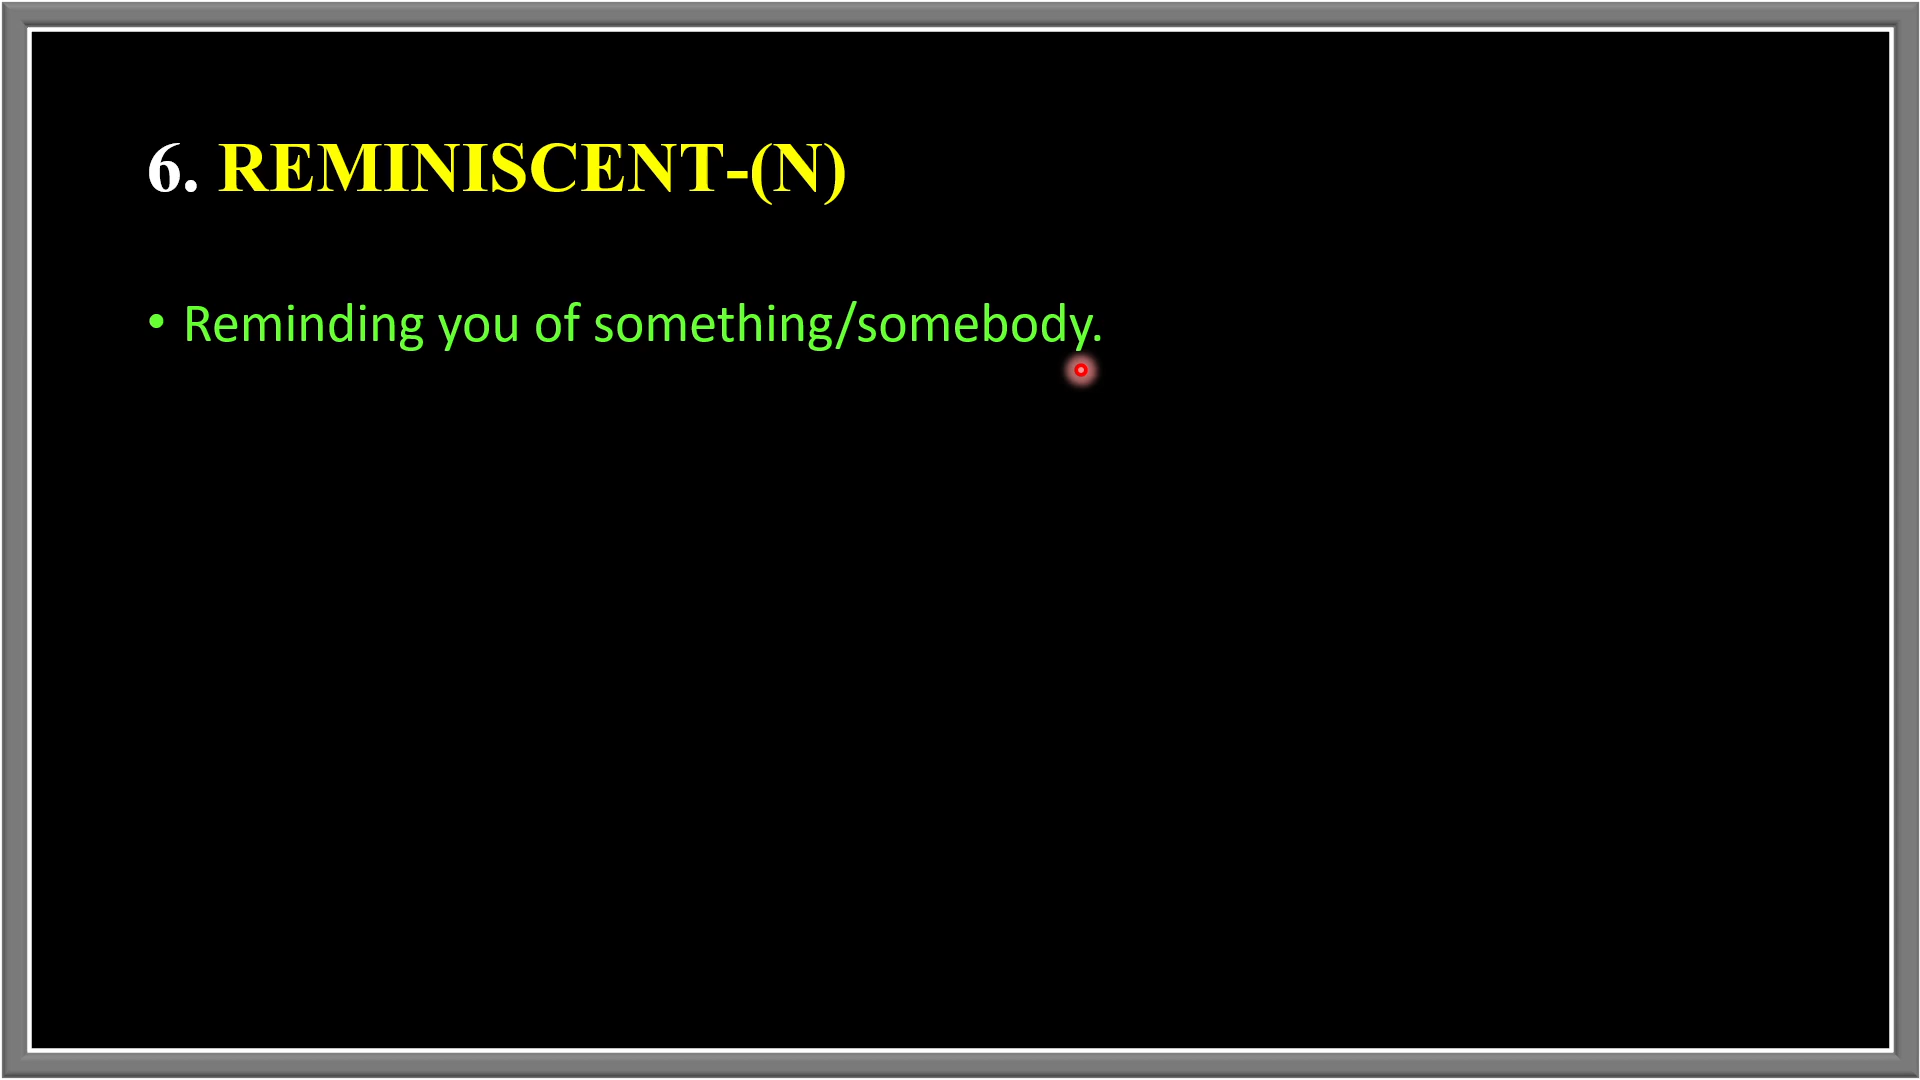 6. REMINISCENT-(N)
• Reminding you of something/somebody.